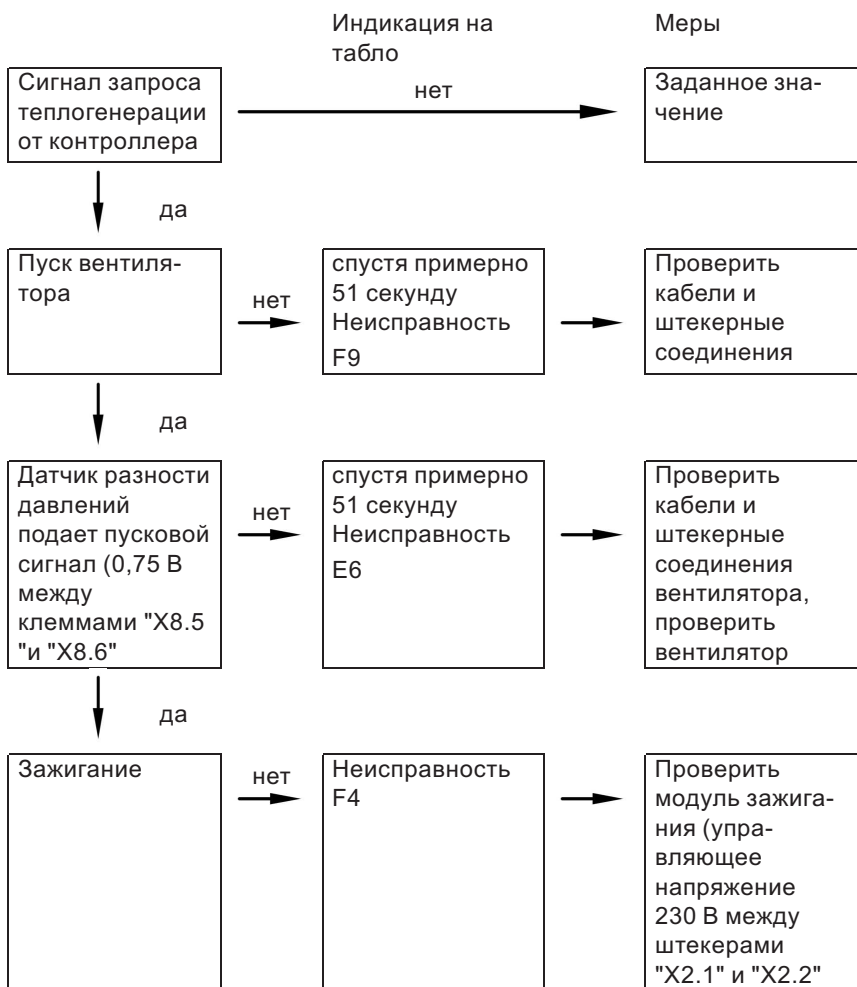 Индикация на
табло
Меры
Сигнал запроса
теплогенерации
от контроллера
нет
Заданное зна-
чение
да
Пуск вентиля-
тора
нет
спустя примерно
51 секунду
Неисправность
F9
Проверить
кабели и
штекерные
соединения
да
Датчик разности
давлений
подает пусковой
сигнал (0,75 В
между
клеммами "X8.5
"и "X8.6"
нет
спустя примерно
51 секунду
Неисправность
E6
Проверить
кабели и
штекерные
соединения
вентилятора,
проверить
вентилятор
да
Зажигание
нет
Неисправность
F4
Проверить
модуль зажига-
ния (упра-
вляющее
напряжение
230 В между
штекерами
"X2.1" и "X2.2"